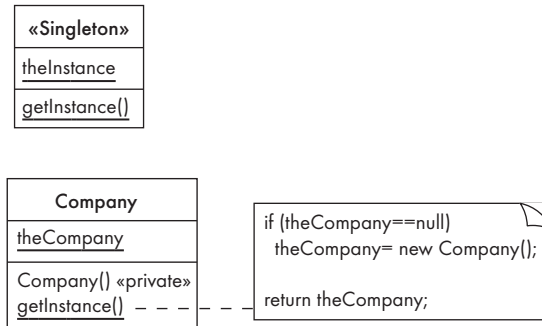 «Singleton»
theInstance
getInstance()
Company
theCompany
Company() «private»
getInstance()
if (theCompany==null)
theCompany= new Company();
return theCompany;